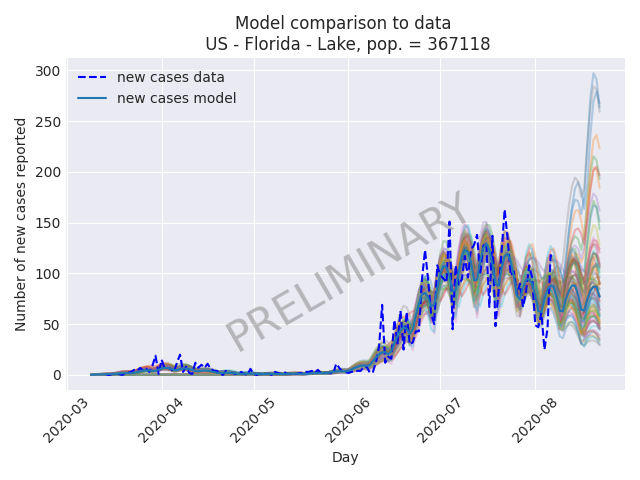 Model comparison to data
US - Florida - Lake, pop. = 367118
new cases data
new cases model
Number of new cases reported
300
250
200
150
100
50
0
PRELIMINARY
2020-03
2020-04
2020-05
2020-06
2020-07
2020-08
Day